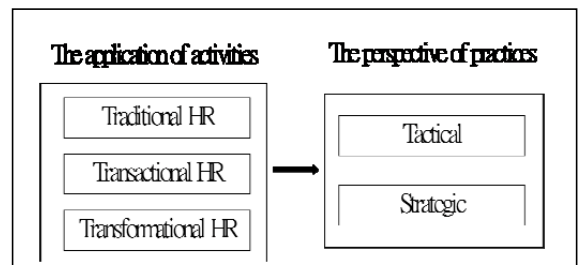 The application of activities
Traditional HR
Transactional HR
Transformational HR
The perspective of practices
Tactical
Strategic